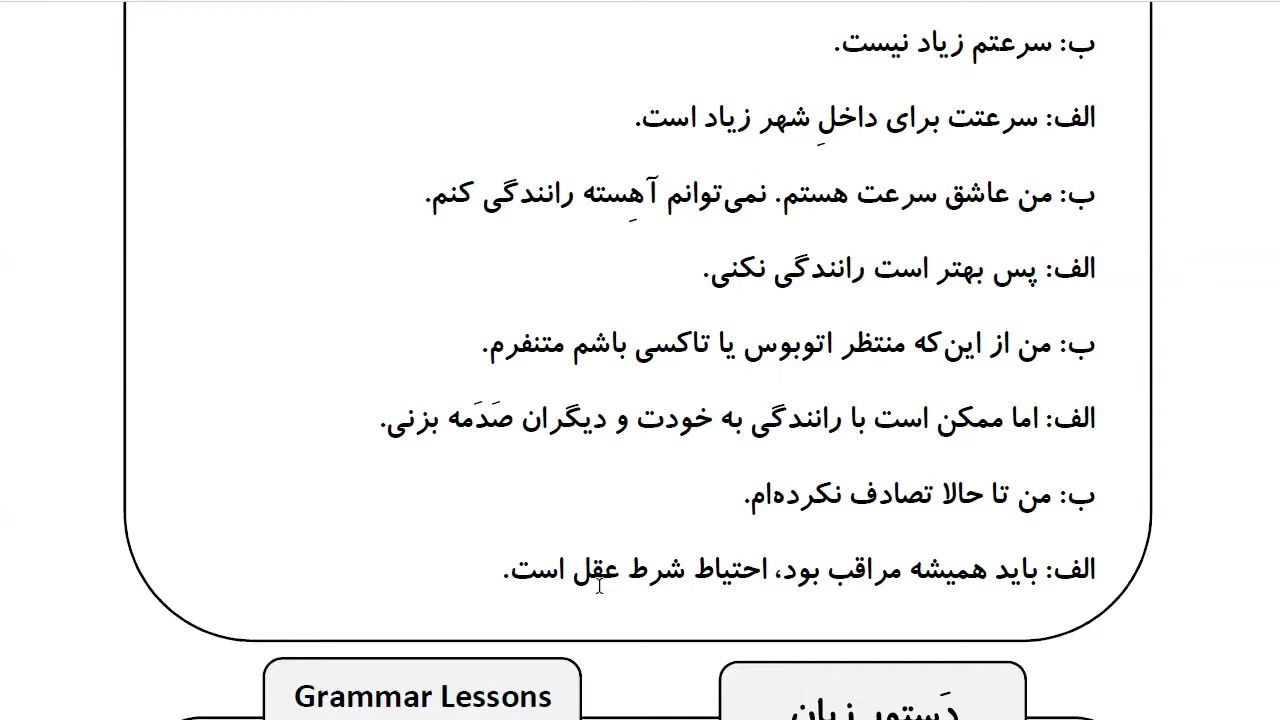 ب: سرعتم زیاد نیست.
الف: سرعتت برای داخلِ شهر زیاد است.
ب: من عاشق سرعت هستم. نمی‌توانم آهِسته رانندگی کنم.
الف: پس بهتر است رانندگی نکنی.
ب: من از این‌که منتظر اتوبوس یا تاکسی باشم متنفرم.
الف: اما ممکن است با رانندگی به خودت و دیگران صَدَمه بزنی.
ب: من تا حالا تصادف نکرده‌ام.
الف: باید همیشه مراقب بود، احتیاط شرط عقل است.
دَستور زبان
Grammar Lessons